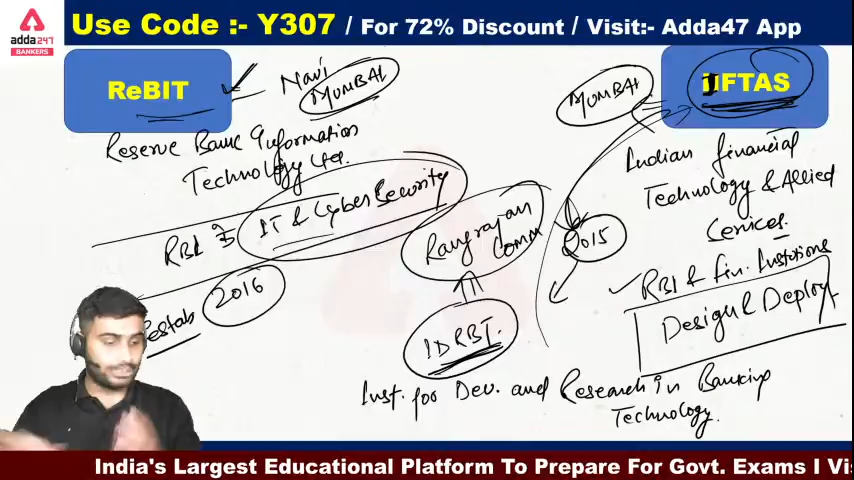 Use Code :- Y307 / For 72% Discount / Visit:- Adda47 App
adda247
BANKERS
ReBIT
Navi
MUMBAI
Reserve Bank Information
Technology Ltd.
RBI
IT & Cyber Security
estab
2016
Rangrajan
Comm
IDRBT.
Inst. for Dev. and Research in Banking
Technology.
MUMBAI
IFTAS
Indian financial
Technology & Allied
Services
2015
RBI & fin. Institutions
Design & Deploy
India's Largest Educational Platform To Prepare For Govt. Exams I Vi